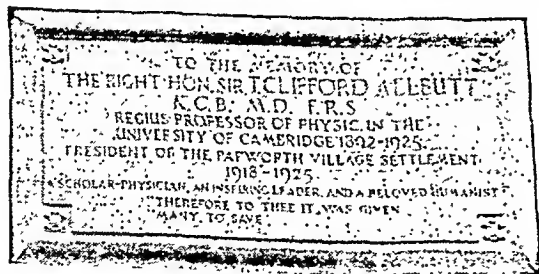 TO THE MEMORY OF
THE RIGHT HON. SIR T. CLIFFORD ALLBUTT
K.C.B. M.D. F.R.S
REGIUS PROFESSOR OF PHYSIC IN THE
UNIVERSITY OF CAMBRIDGE 1892-1925.
PRESIDENT OF THE PAPWORTH VILLAGE SETTLEMENT
1918-1925
SCHOLAR-PHYSICIAN, AN INSPIRING LEADER, AND A BELOVED HUMANIST
THEREFORE TO THEE IT WAS GIVEN
MANY TO SAVE